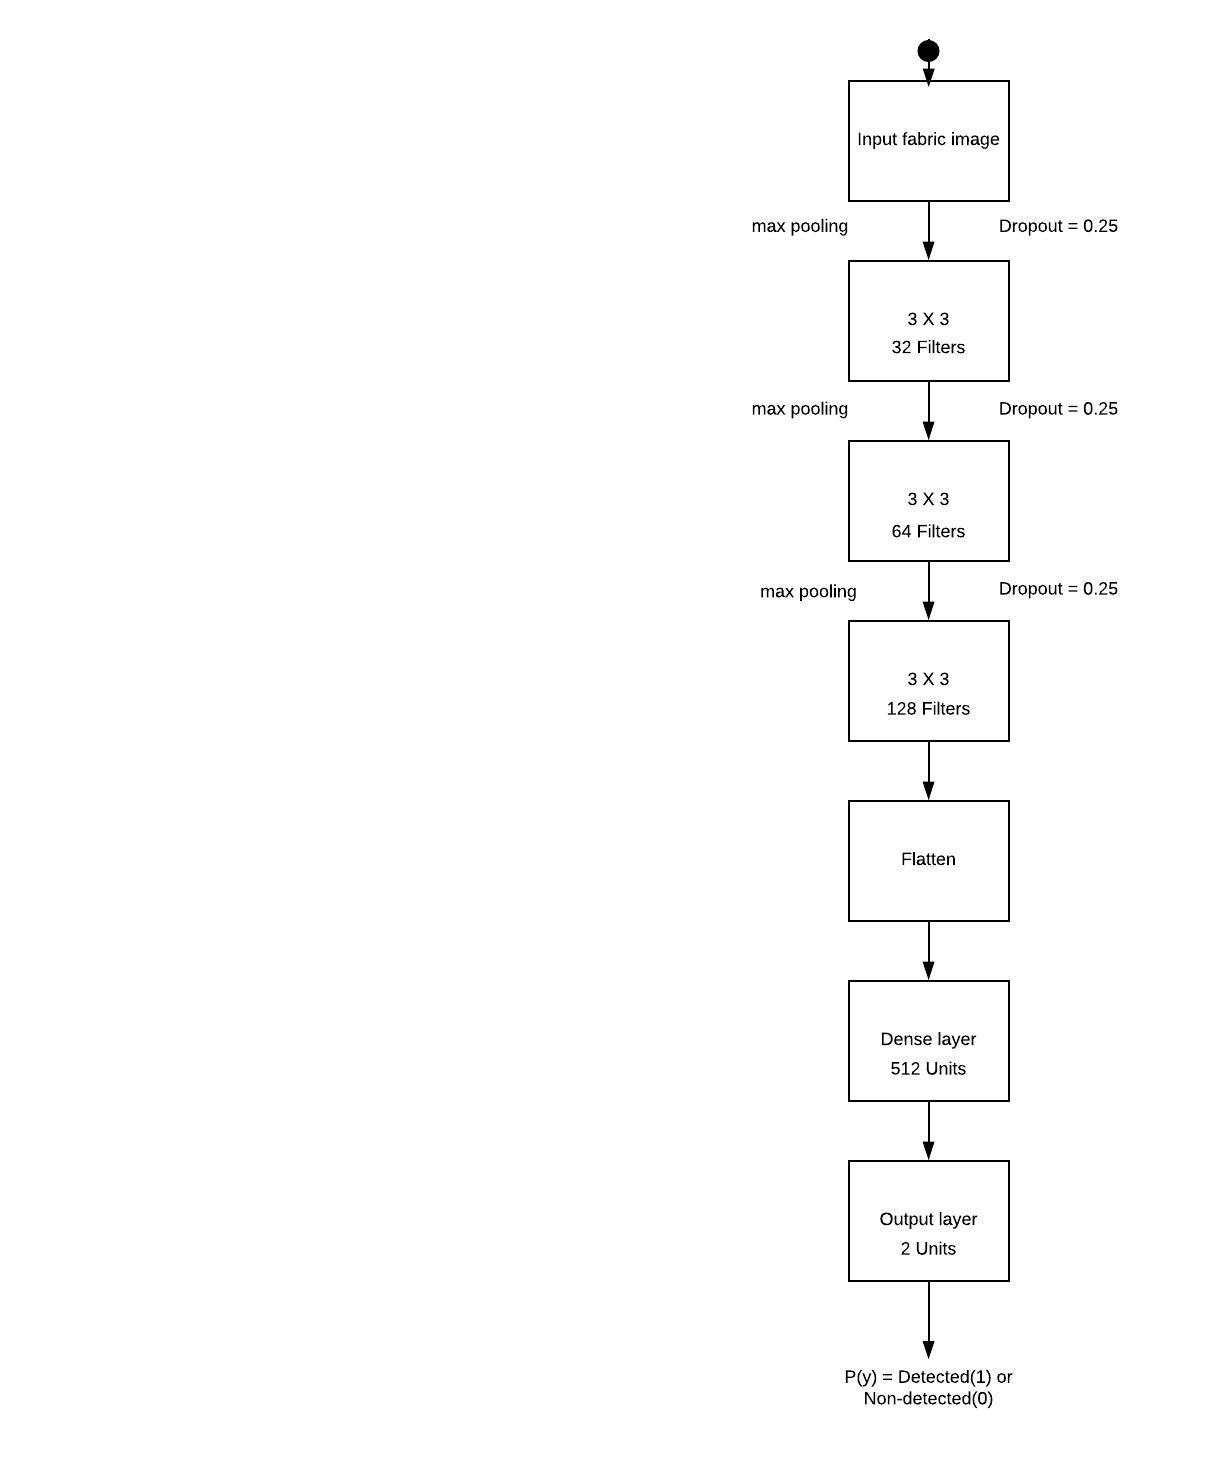 Input fabric image
max pooling
Dropout = 0.25
3 X 3
32 Filters
max pooling
Dropout = 0.25
3 X 3
64 Filters
max pooling
Dropout = 0.25
3 X 3
128 Filters
Flatten
Dense layer
512 Units
Output layer
2 Units
P(y) = Detected(1) or
Non-detected(0)